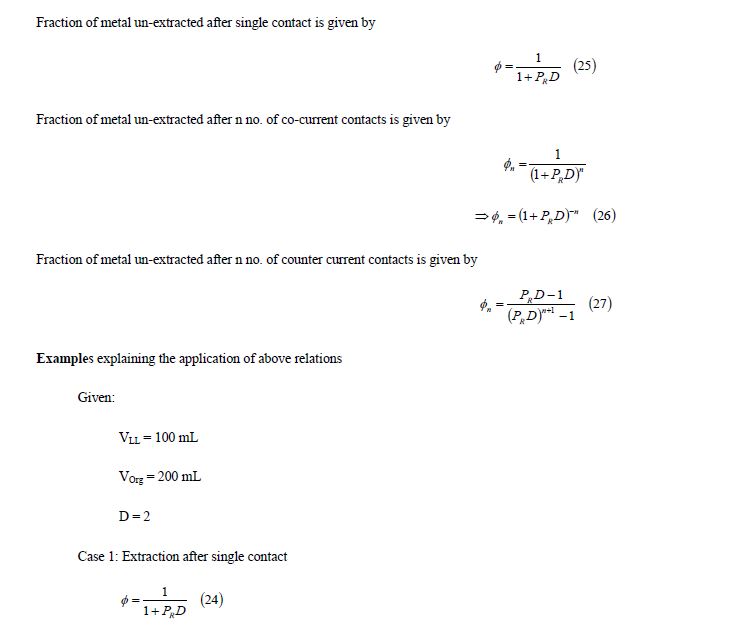 Fraction of metal un-extracted after single contact is given by
ϕ = 1 / (1 + P_R D) (25)
Fraction of metal un-extracted after n no. of co-current contacts is given by
ϕ_n = 1 / (1 + P_R D)^n
⇒ ϕ_n = (1 + P_R D)^{-n} (26)
Fraction of metal un-extracted after n no. of counter current contacts is given by
ϕ_n = (P_R D − 1) / ((P_R D)^{n+1} − 1) (27)
Examples explaining the application of above relations
Given:
V_LL = 100 mL
V_Org = 200 mL
D = 2
Case 1: Extraction after single contact
ϕ = 1 / (1 + P_R D) (24)